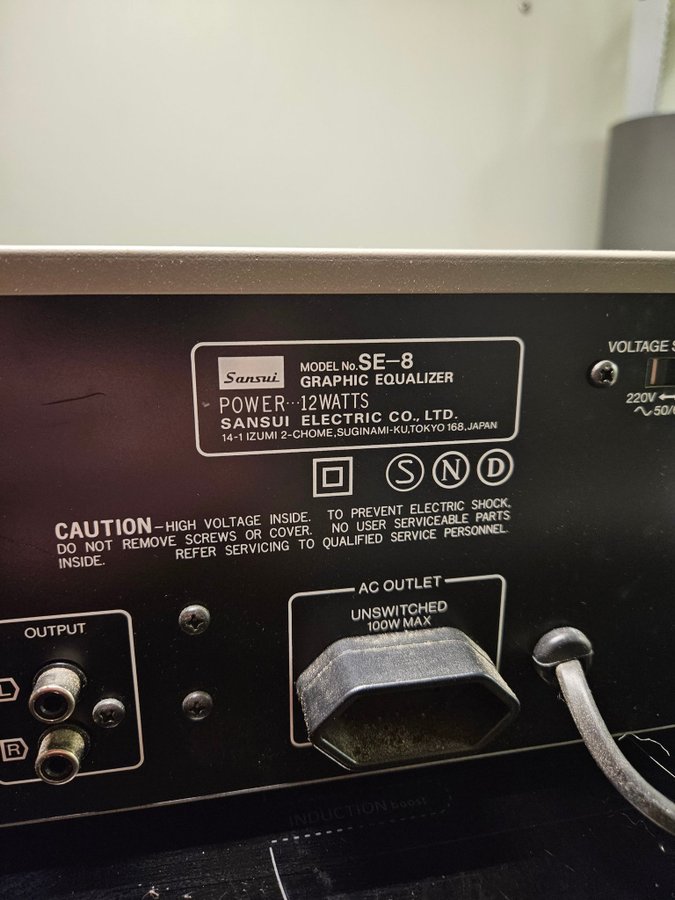 Sansui
MODEL No. SE-8
GRAPHIC EQUALIZER
POWER···12WATTS
SANSUI ELECTRIC CO., LTD.
14-1 IZUMI 2-CHOME, SUGINAMI-KU, TOKYO 168, JAPAN
S N D
VOLTAGE S
220V
CAUTION–HIGH VOLTAGE INSIDE. TO PREVENT ELECTRIC SHOCK,
DO NOT REMOVE SCREWS OR COVER. NO USER SERVICEABLE PARTS
INSIDE. REFER SERVICING TO QUALIFIED SERVICE PERSONNEL.
AC OUTLET
UNSWITCHED
100W MAX
OUTPUT
L
R
INDUCTION boost